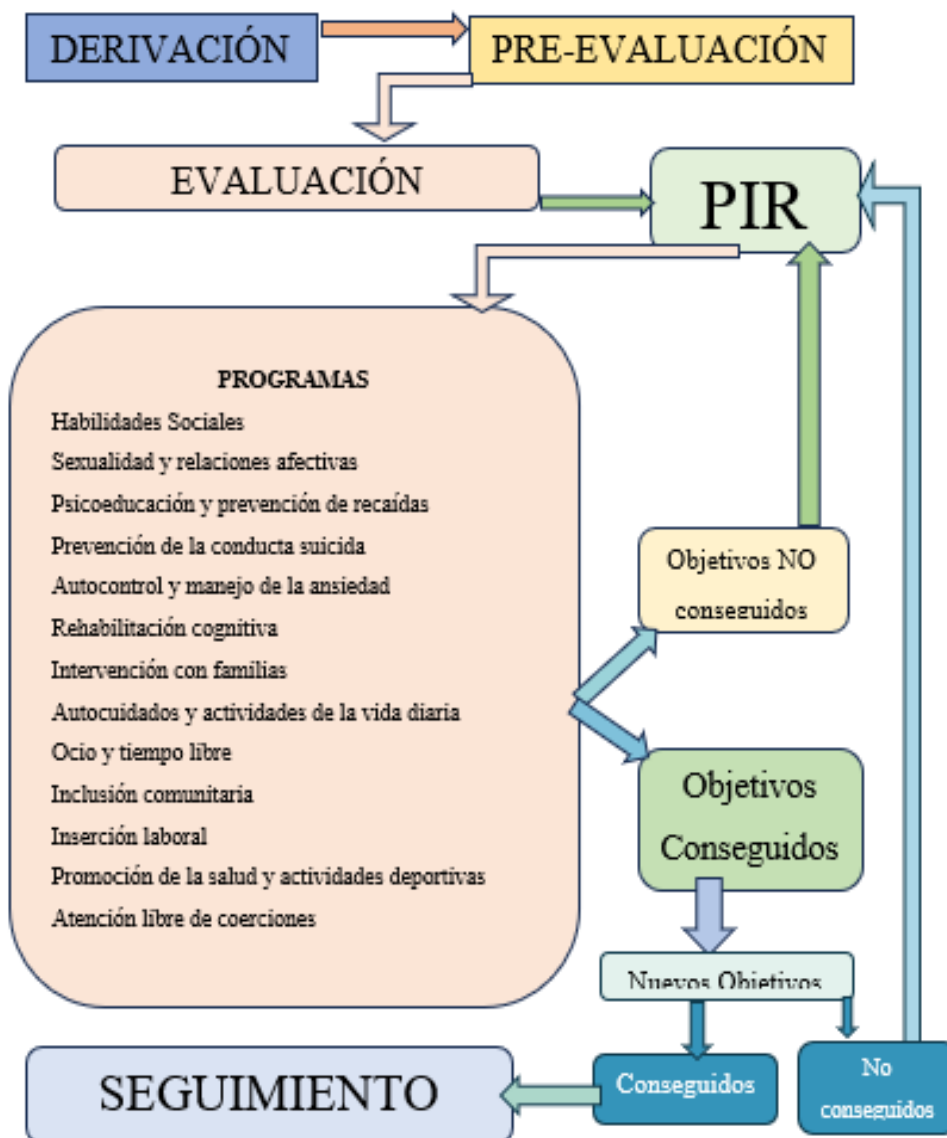 DERIVACIÓN
PRE-EVALUACIÓN
EVALUACIÓN
PIR
PROGRAMAS
Habilidades Sociales
Sexualidad y relaciones afectivas
Psicoeducación y prevención de recaídas
Prevención de la conducta suicida
Autocontrol y manejo de la ansiedad
Rehabilitación cognitiva
Intervención con familias
Autocuidados y actividades de la vida diaria
Ocio y tiempo libre
Inclusión comunitaria
Inserción laboral
Promoción de la salud y actividades deportivas
Atención libre de coerciones
Objetivos NO
conseguidos
Objetivos
Conseguidos
Nuevos Objetivos
Conseguidos
No
conseguidos
SEGUIMIENTO